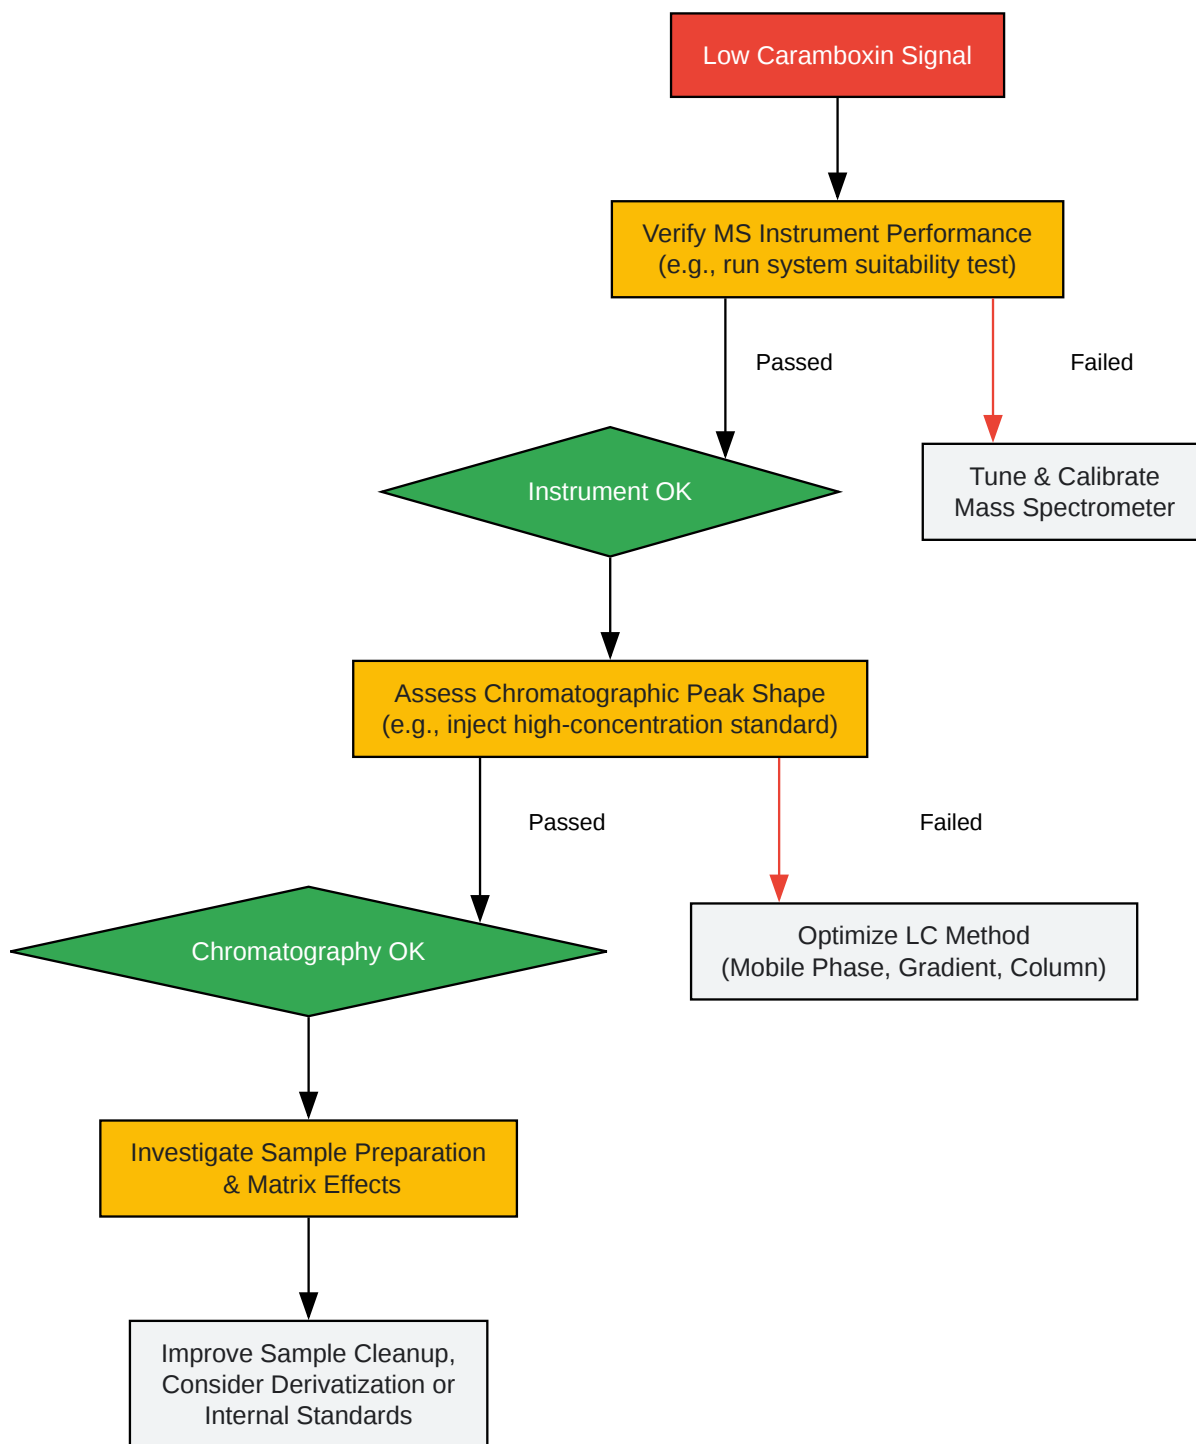 Low Caramboxin Signal
Verify MS Instrument Performance
(e.g., run system suitability test)
Passed
Failed
Instrument OK
Tune & Calibrate
Mass Spectrometer
Assess Chromatographic Peak Shape
(e.g., inject high-concentration standard)
Passed
Failed
Chromatography OK
Optimize LC Method
(Mobile Phase, Gradient, Column)
Investigate Sample Preparation
& Matrix Effects
Improve Sample Cleanup,
Consider Derivatization or
Internal Standards